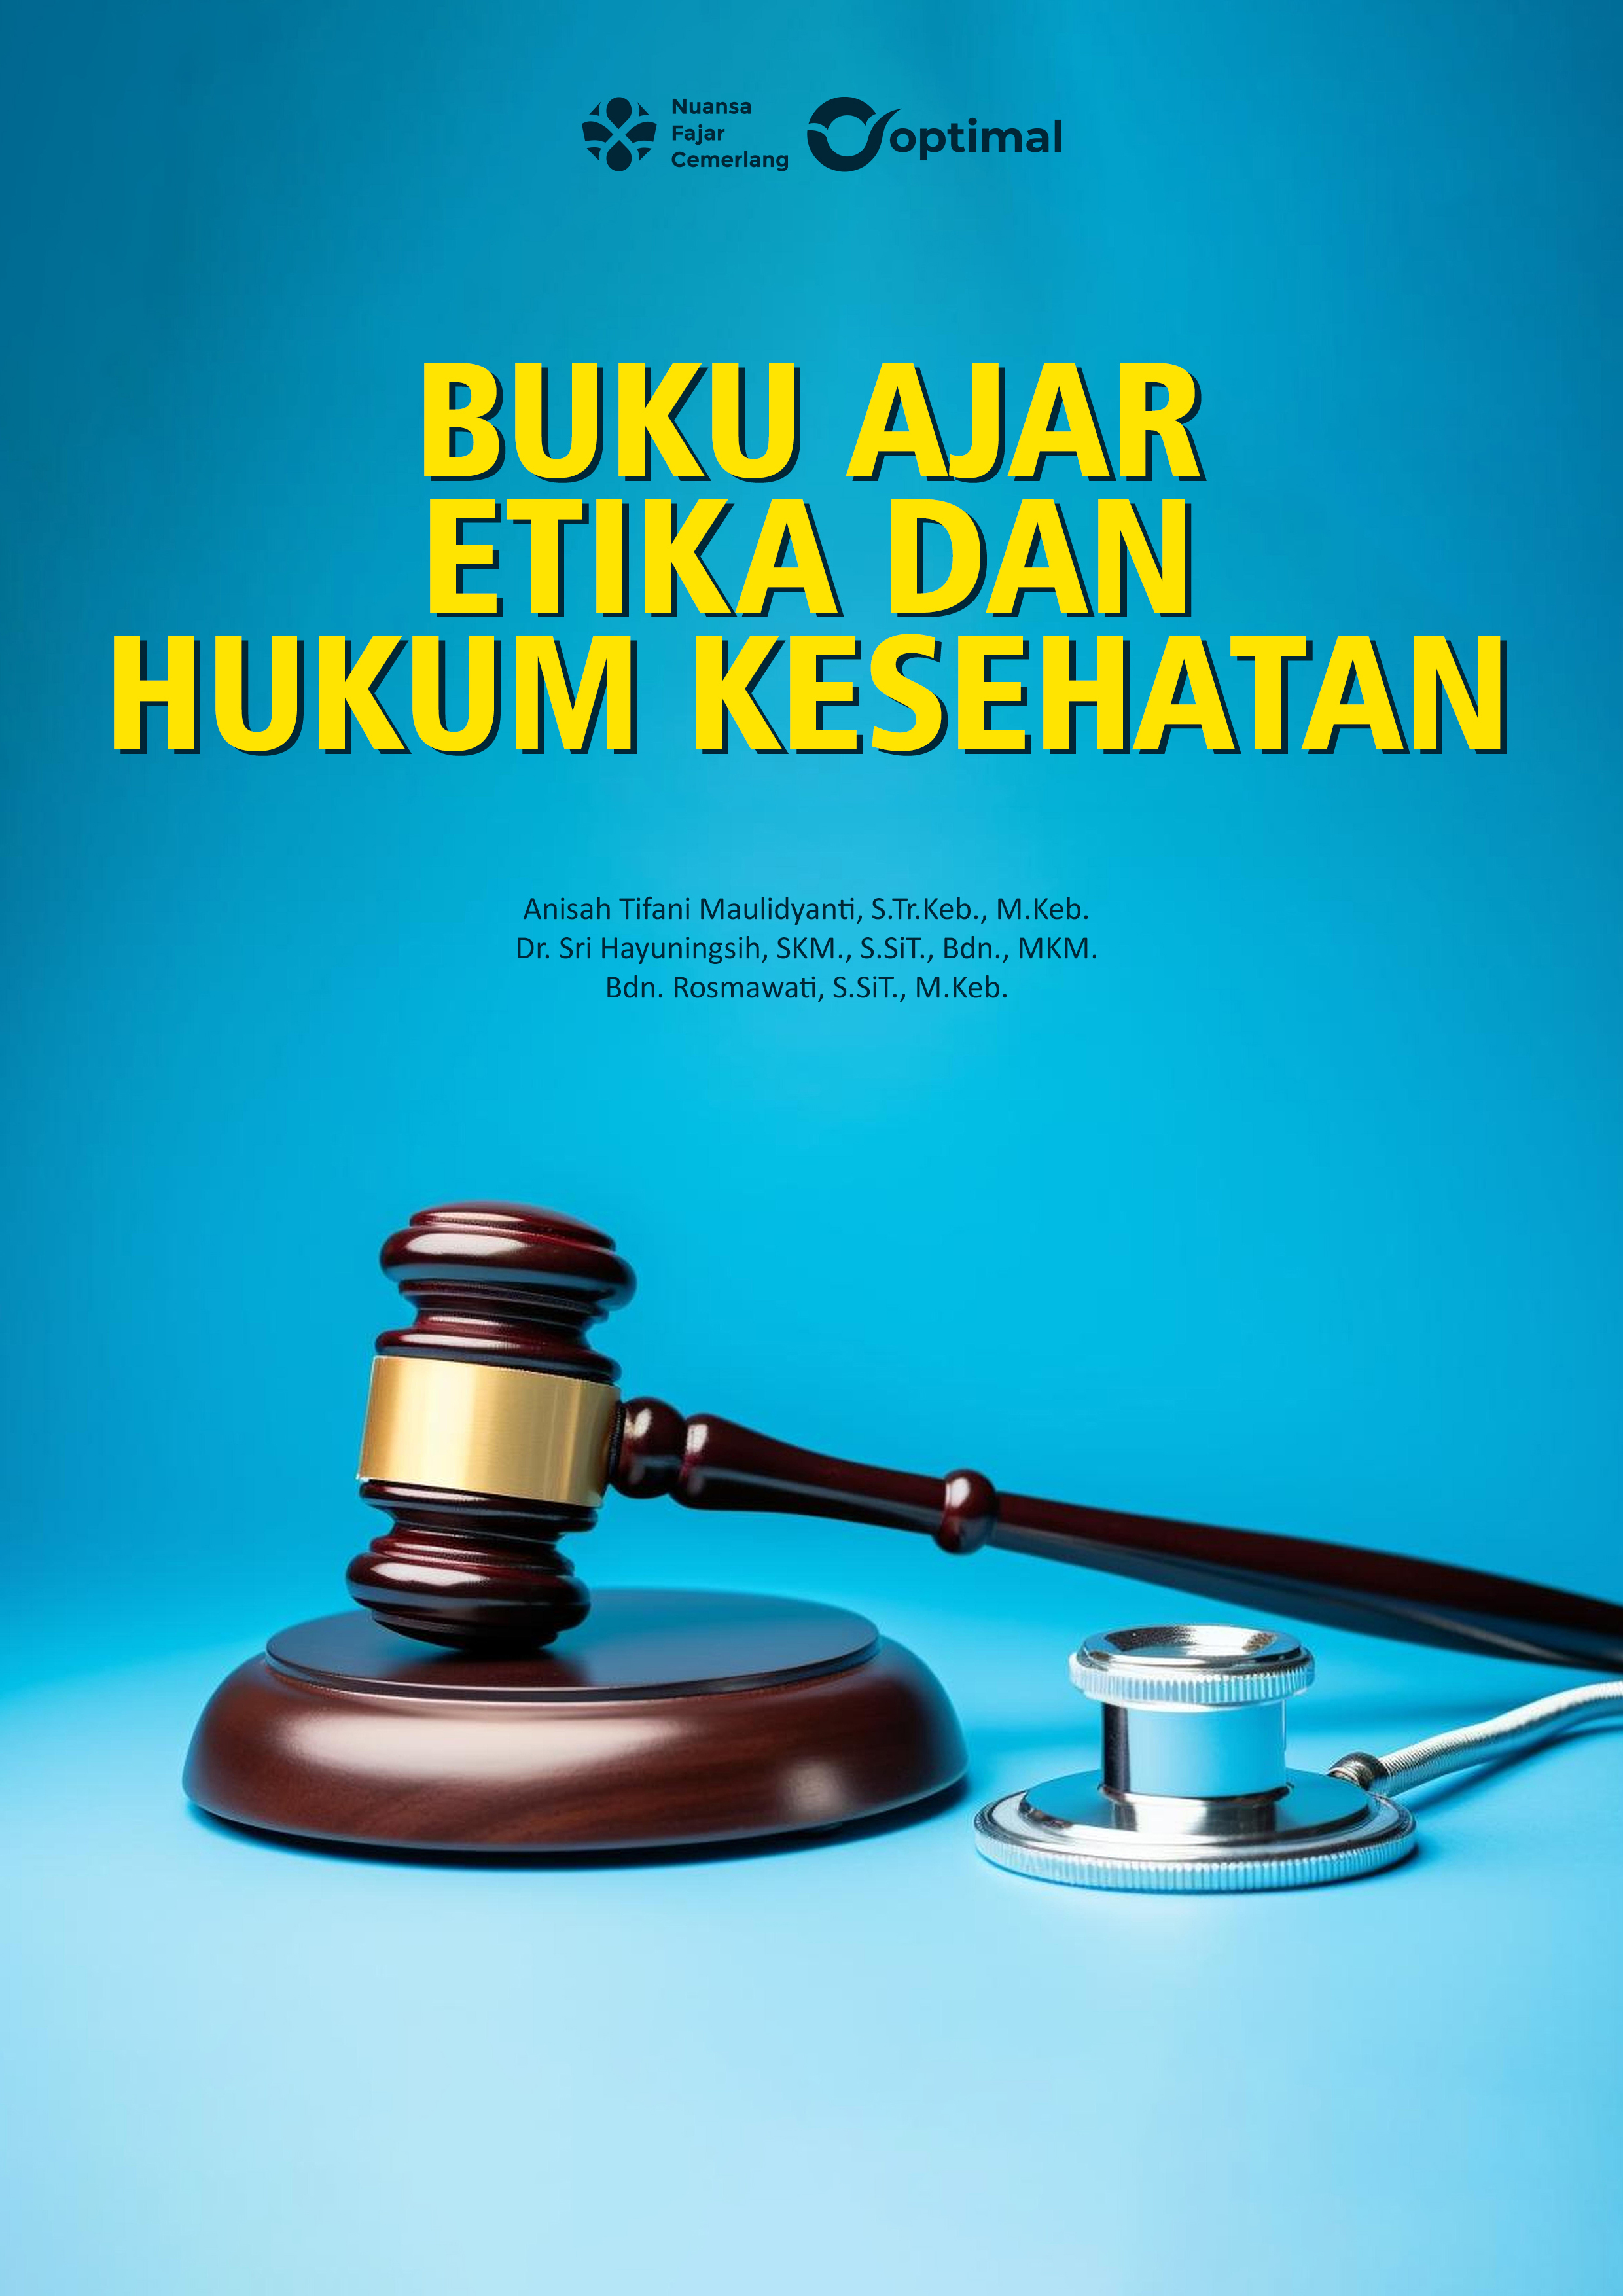 Nuansa
Fajar
Cemerlang
optimal
BUKU AJAR
ETIKA DAN
HUKUM KESEHATAN
Anisah Tifani Maulidyanti, S.Tr.Keb., M.Keb.
Dr. Sri Hayuningsih, SKM., S.SiT., Bdn., MKM.
Bdn. Rosmawati, S.SiT., M.Keb.